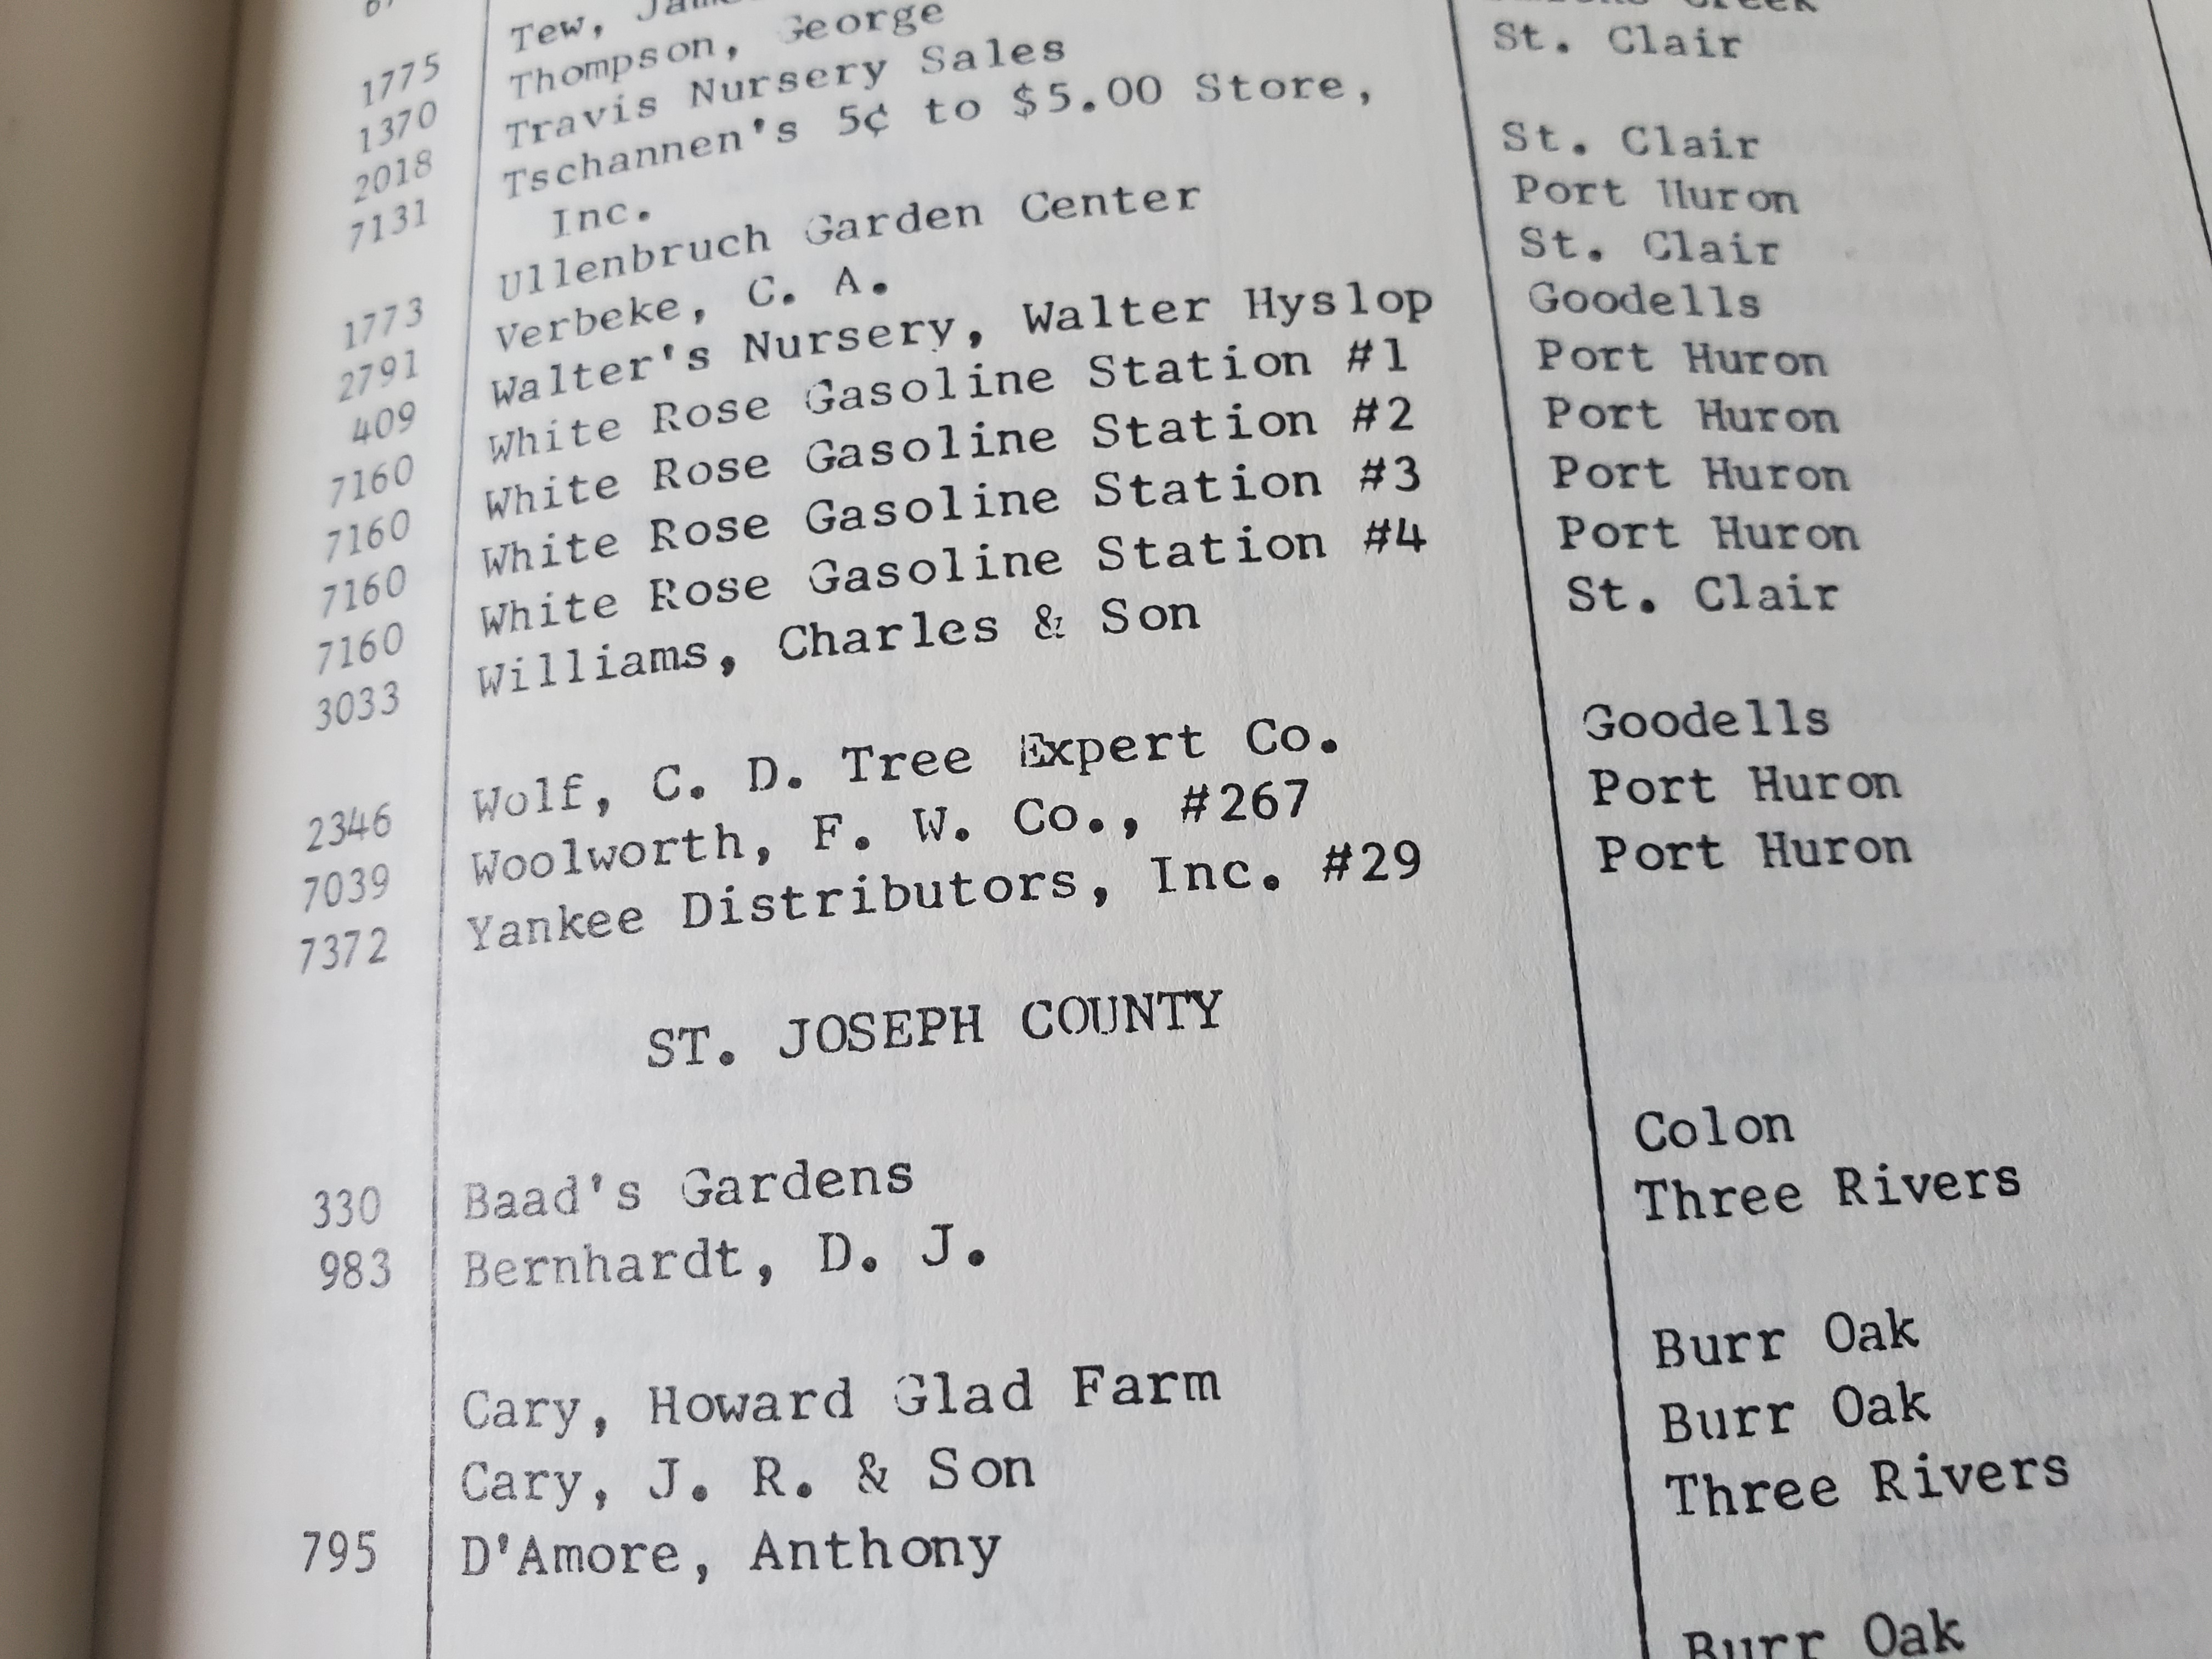 1775 Tew,
1370 Thompson, George Creek
2018 Travis Nursery Sales St. Clair
7131 Tschannen's 5¢ to $5.00 Store,
Inc. St. Clair
1773 Ullenbruch Garden Center Port Huron
2791 Verbeke, C. A. St. Clair
409 Walter's Nursery, Walter Hyslop Goodells
7160 White Rose Gasoline Station #1 Port Huron
7160 White Rose Gasoline Station #2 Port Huron
7160 White Rose Gasoline Station #3 Port Huron
7160 White Rose Gasoline Station #4 Port Huron
3033 Williams, Charles & Son St. Clair
2346 Wolf, C. D. Tree Expert Co. Goodells
7039 Woolworth, F. W. Co., #267 Port Huron
7372 Yankee Distributors, Inc. #29 Port Huron
ST. JOSEPH COUNTY
330 Baad's Gardens Colon
983 Bernhardt, D. J. Three Rivers
Cary, Howard Glad Farm Burr Oak
Cary, J. R. & Son Burr Oak
795 D'Amore, Anthony Three Rivers
Burr Oak